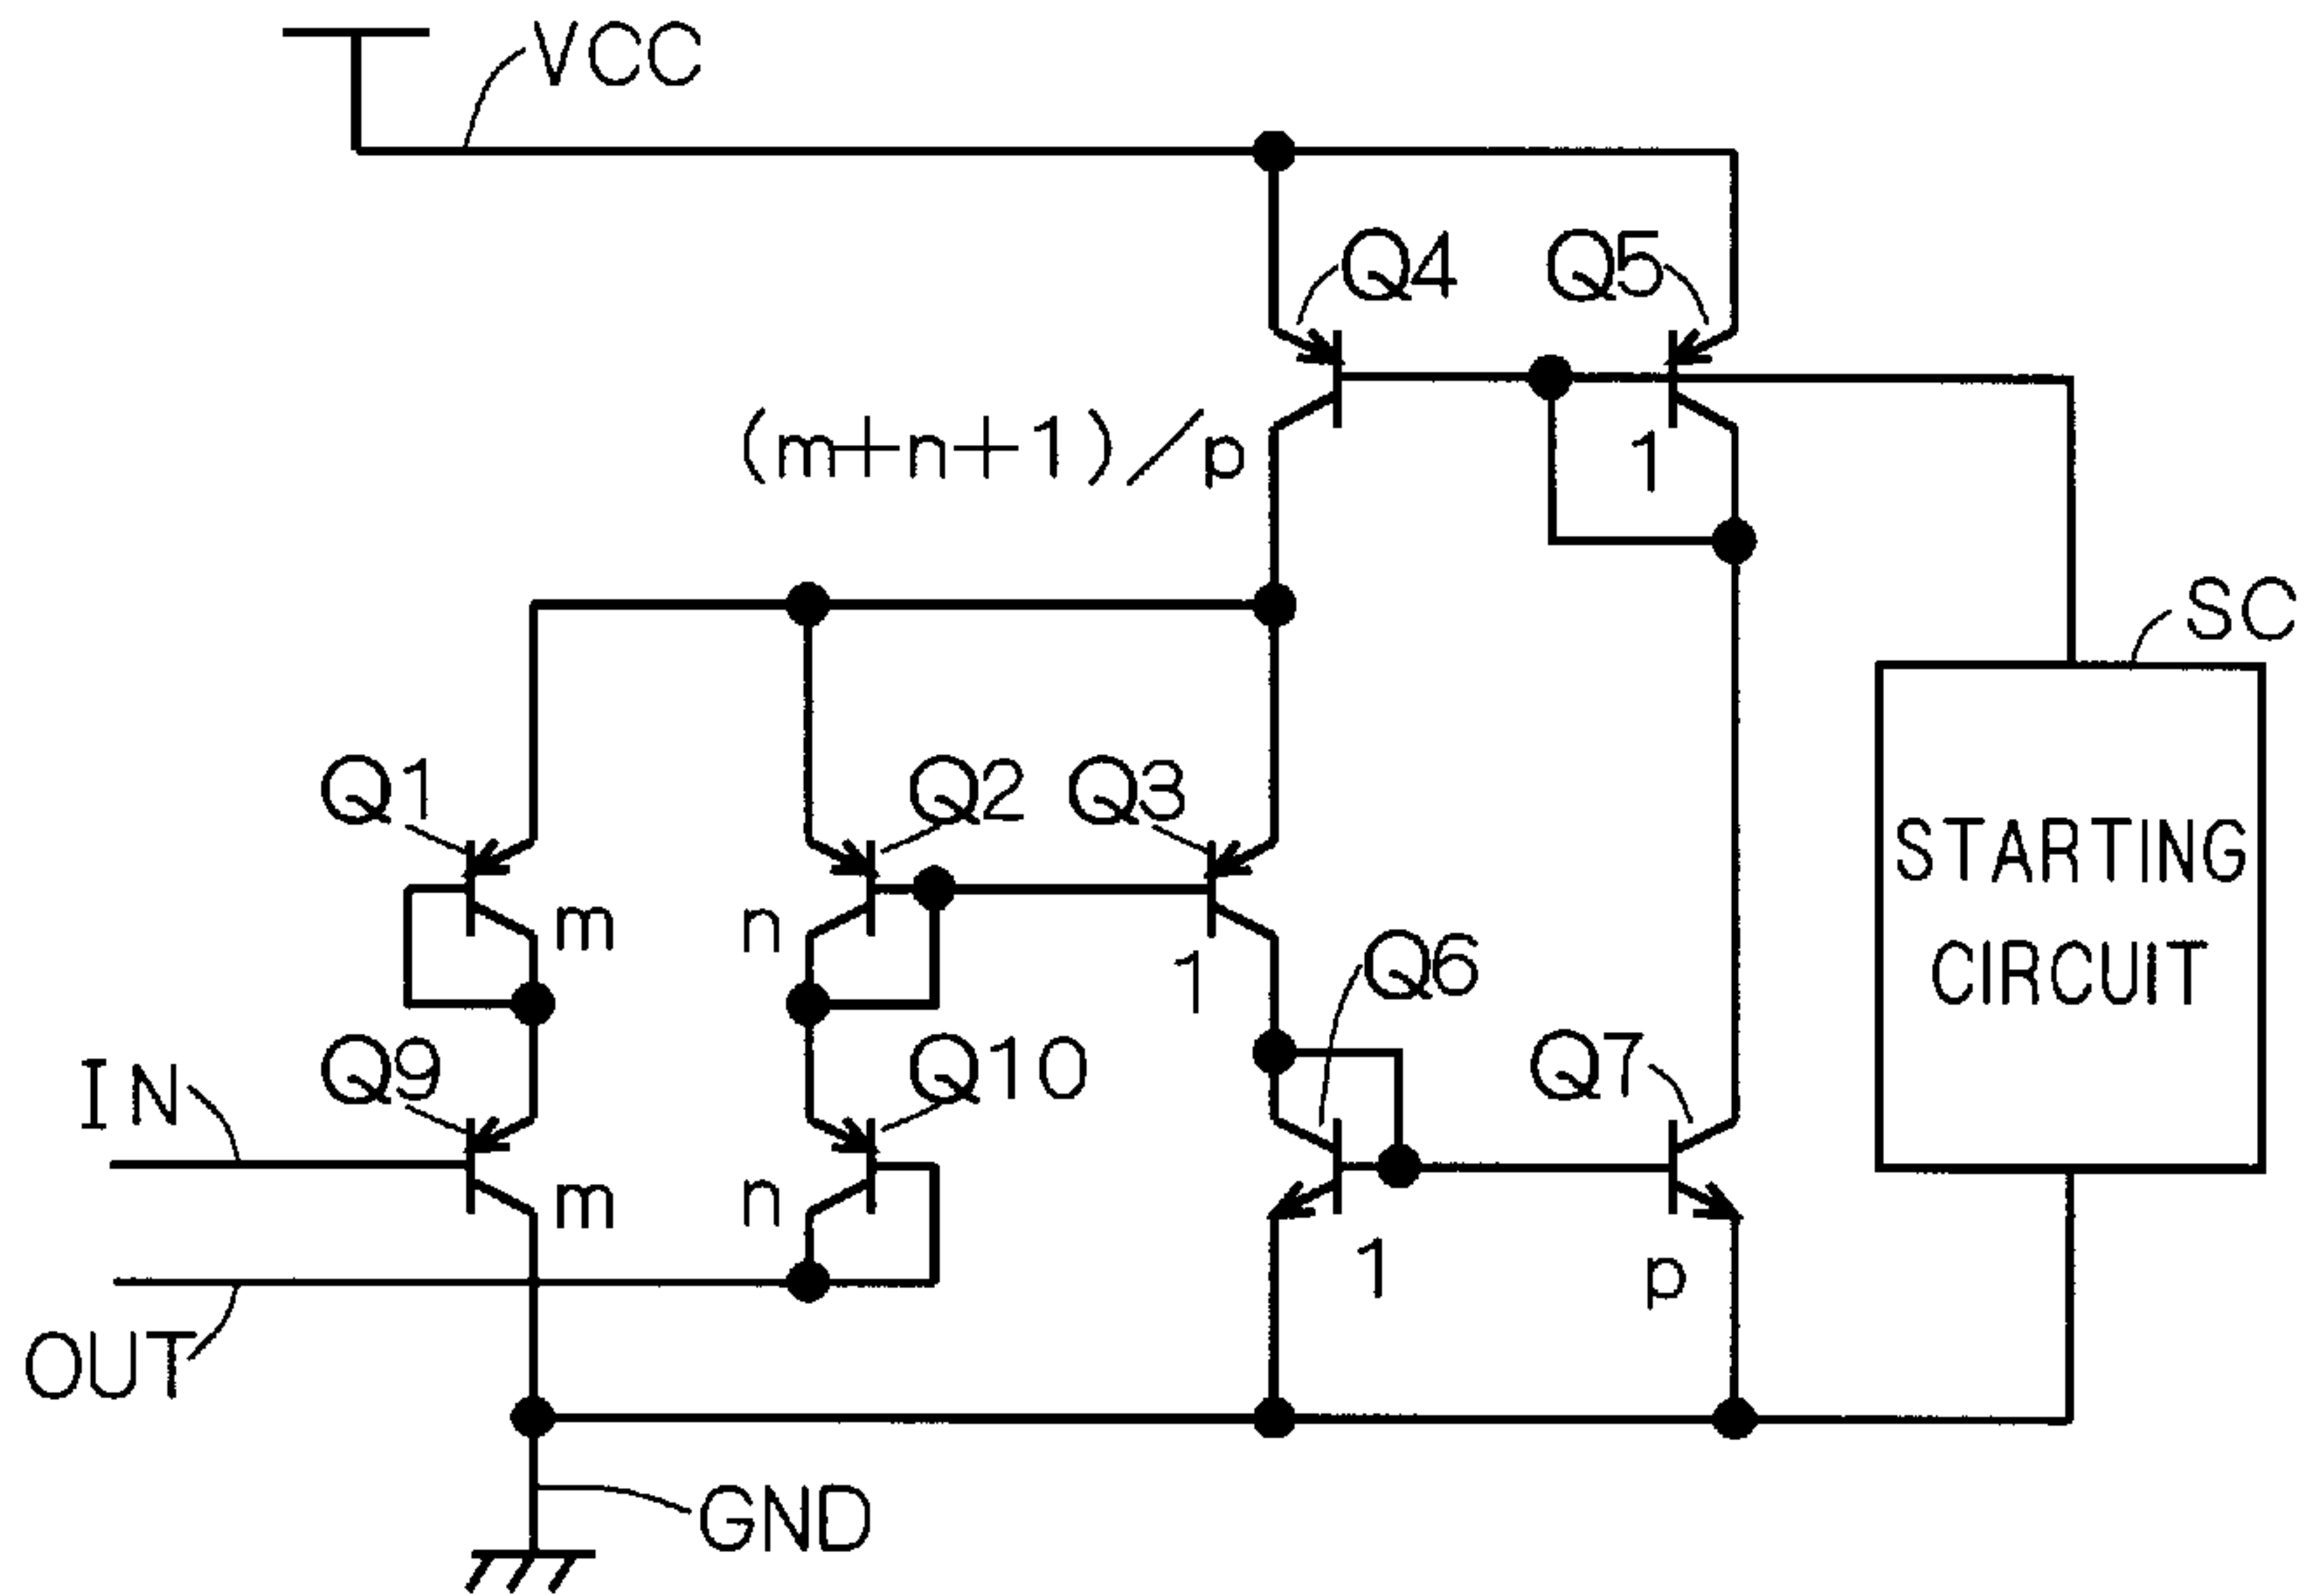 VCC
Q4
Q5
(m+n+1)/p
1
SC
Q1
Q2
Q3
STARTING
CIRCUIT
m
n
1
Q6
Q9
Q10
Q7
IN
m
n
1
p
OUT
GND